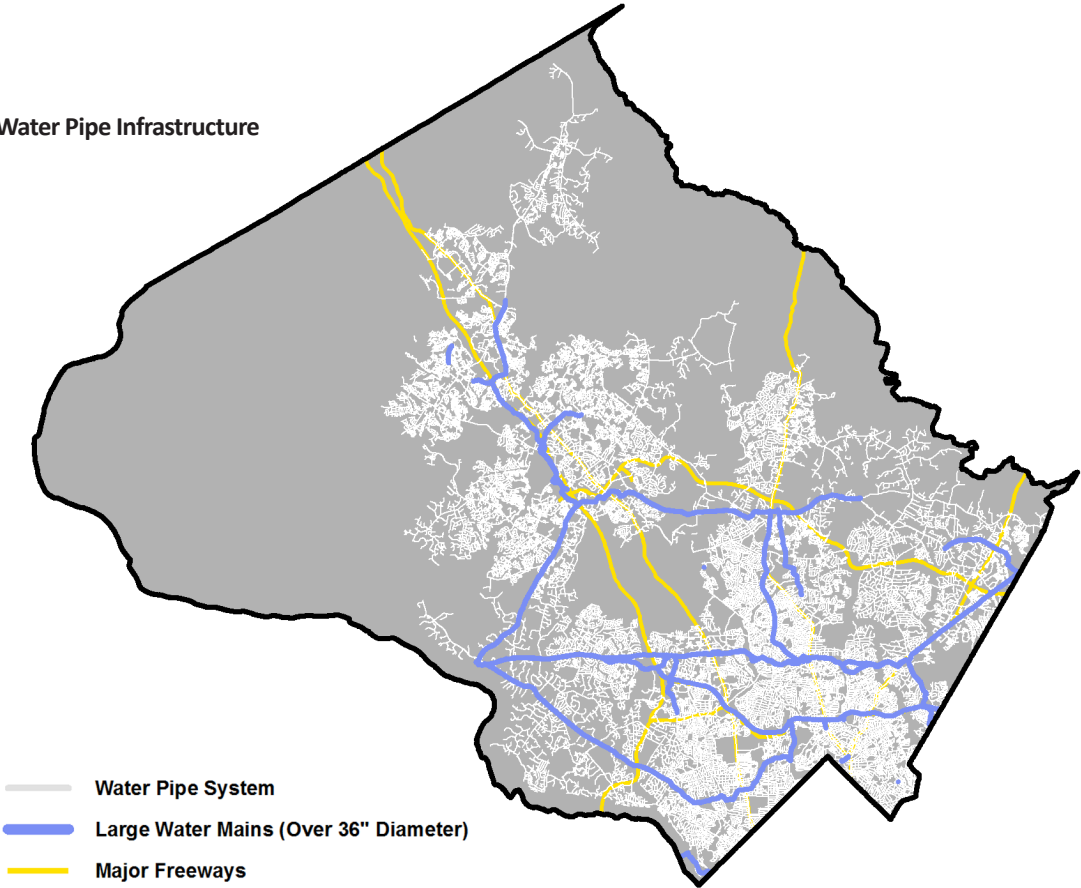 Water Pipe Infrastructure
Water Pipe System
Large Water Mains (Over 36" Diameter)
Major Freeways